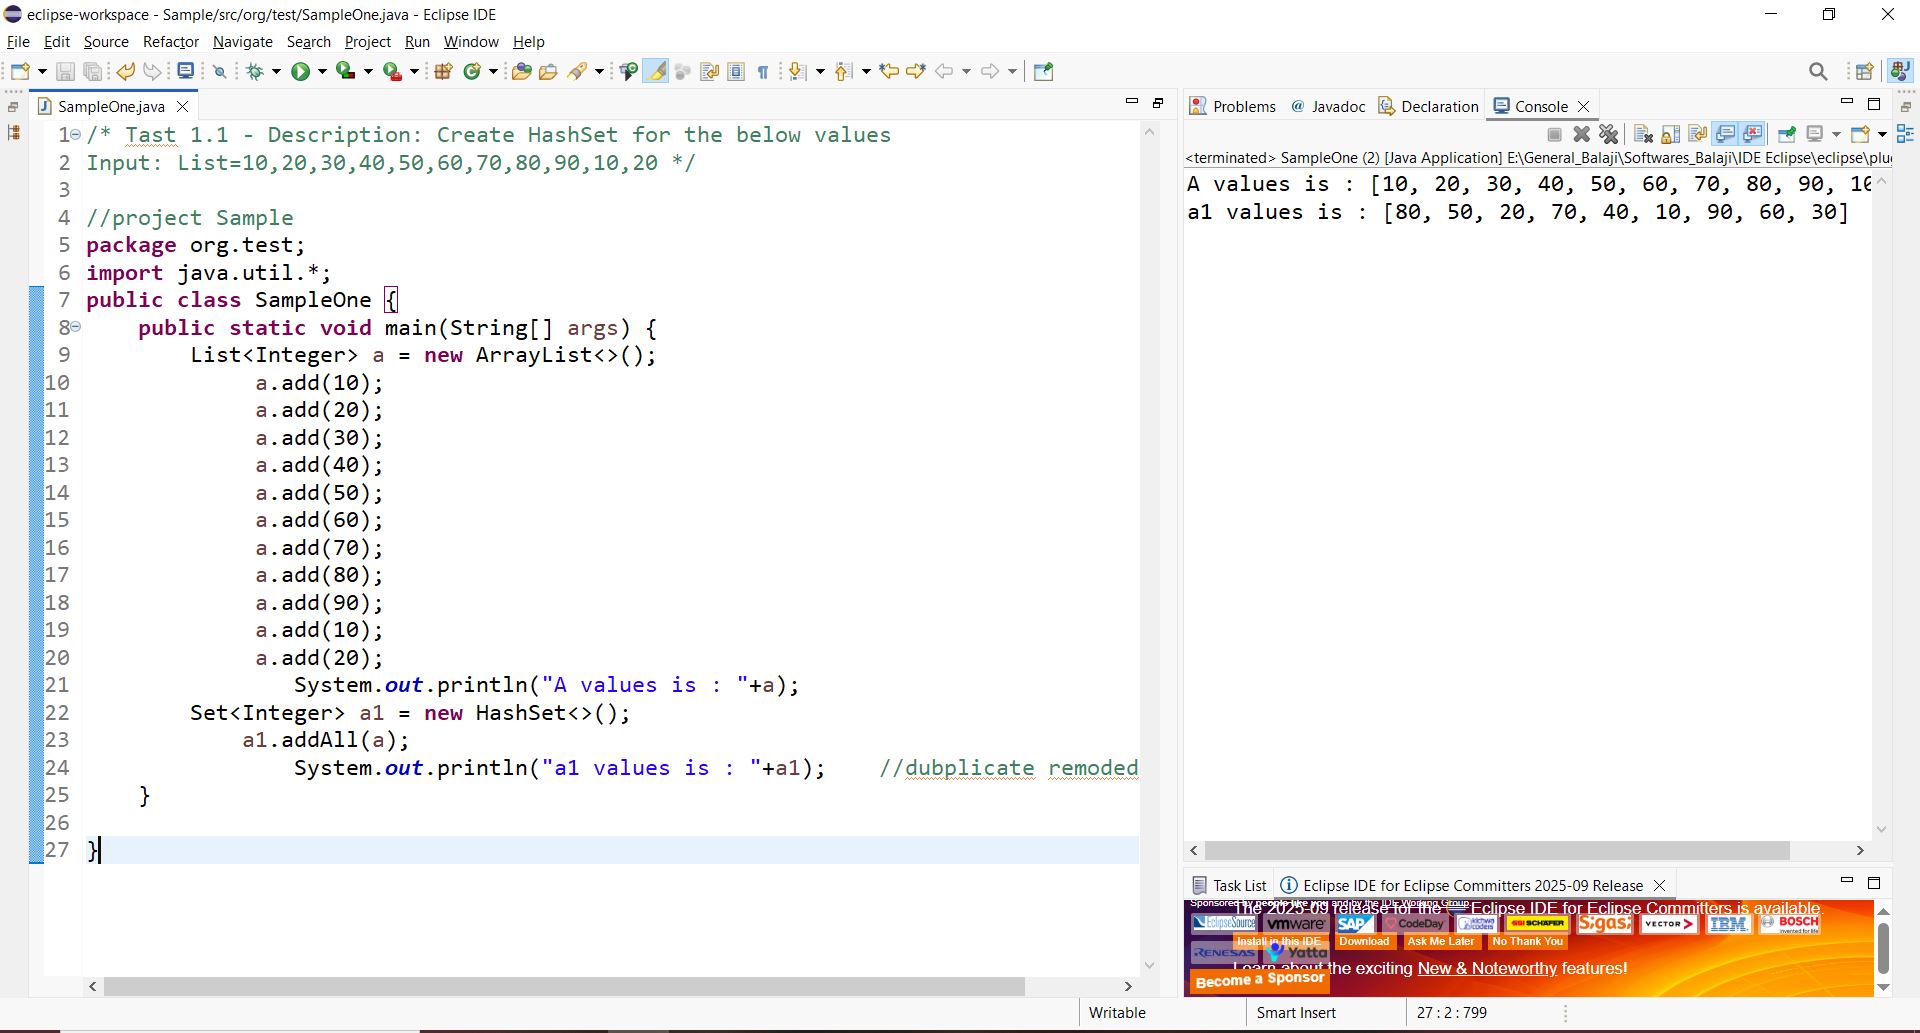 eclipse-workspace - Sample/src/org/test/SampleOne.java - Eclipse IDE
File Edit Source Refactor Navigate Search Project Run Window Help
SampleOne.java
1 /* Tast 1.1 - Description: Create HashSet for the below values
2 Input: List=10,20,30,40,50,60,70,80,90,10,20 */
3
4 //project Sample
5 package org.test;
6 import java.util.*;
7 public class SampleOne {
8 public static void main(String[] args) {
9 List<Integer> a = new ArrayList<>();
10 a.add(10);
11 a.add(20);
12 a.add(30);
13 a.add(40);
14 a.add(50);
15 a.add(60);
16 a.add(70);
17 a.add(80);
18 a.add(90);
19 a.add(10);
20 a.add(20);
21 System.out.println("A values is : "+a);
22 Set<Integer> a1 = new HashSet<>();
23 a1.addAll(a);
24 System.out.println("a1 values is : "+a1); //dubplicate remoded
25 }
26
27 }
Problems @ Javadoc Declaration Console
<terminated> SampleOne (2) [Java Application] E:\General_Balaji\Softwares_Balaji\IDE Eclipse\eclipse\plu
A values is : [10, 20, 30, 40, 50, 60, 70, 80, 90, 10
a1 values is : [80, 50, 20, 70, 40, 10, 90, 60, 30]
Task List Eclipse IDE for Eclipse Committers 2025-09 Release
Sponsored by people like you and by the IDE Working Group
The 2025-09 release for the Eclipse IDE for Eclipse Committers is available.
EclipseSource vmware SAP CodeDay SSI SCHAEFER Sigasi VECTOR IBM BOSCH
Invented for life
Install in this IDE Download Ask Me Later No Thank You
RENESAS Yatta
Learn about the exciting New & Noteworthy features!
Become a Sponsor
Writable Smart Insert 27 : 2 : 799